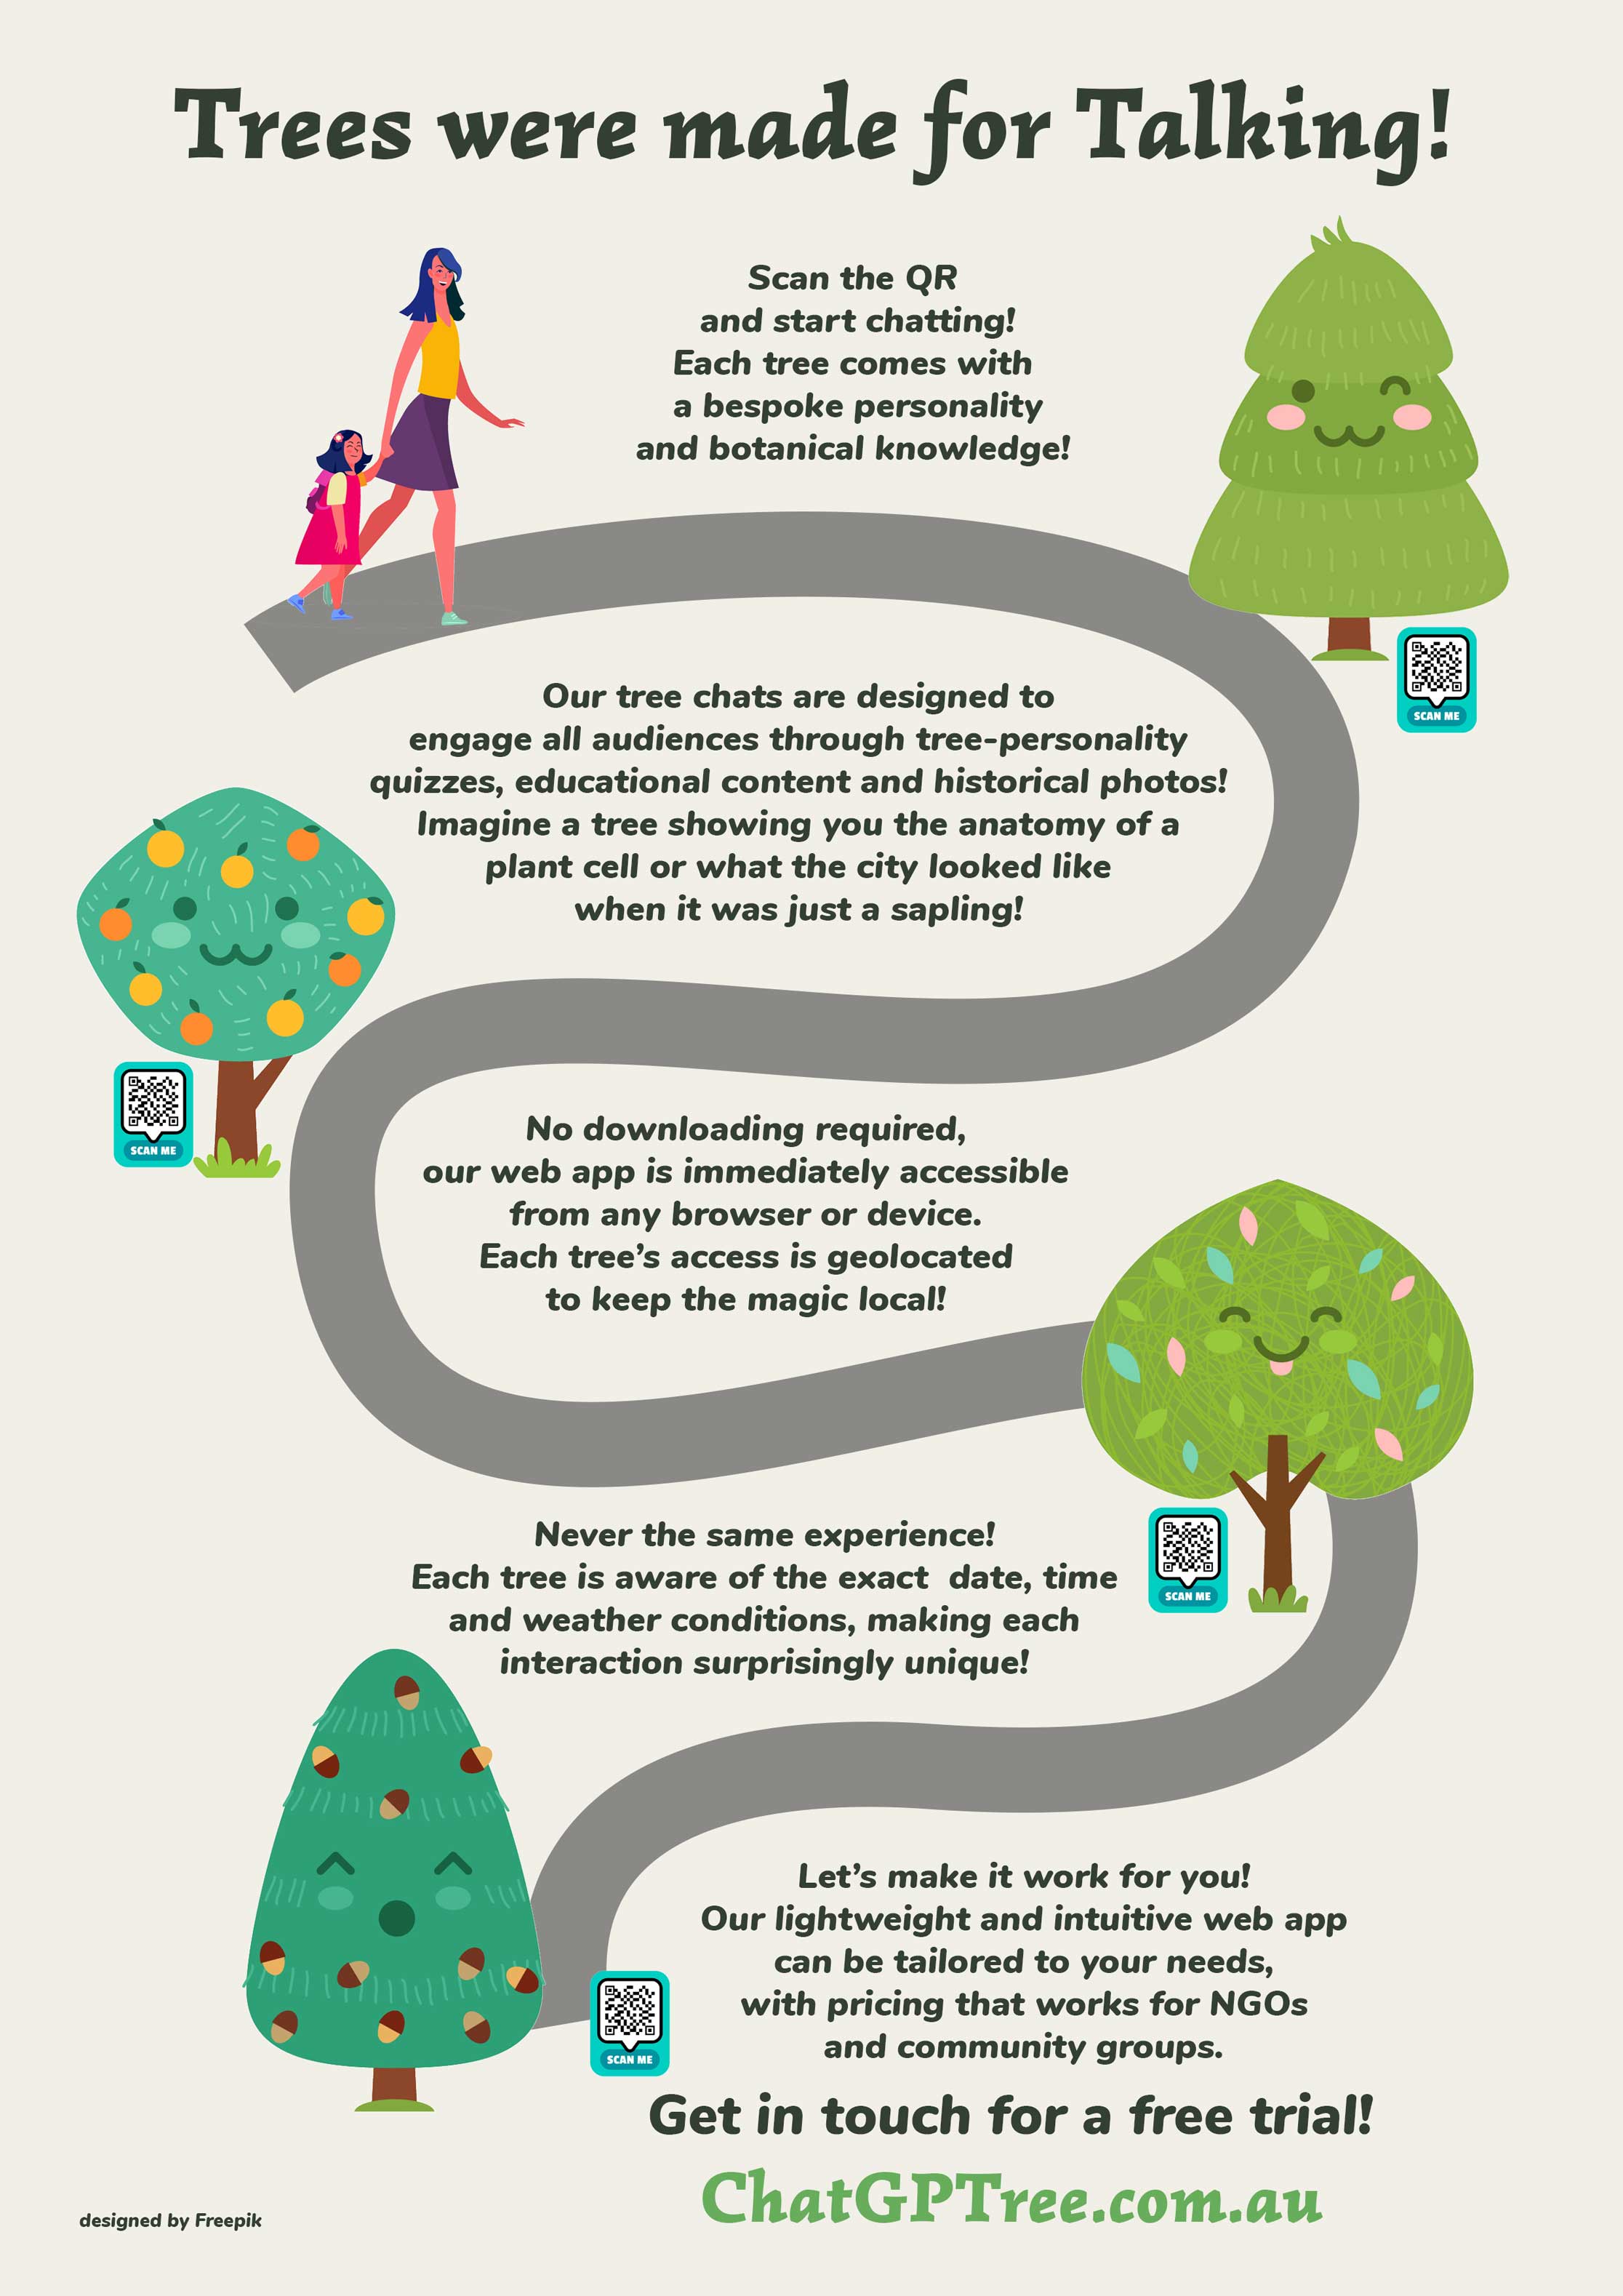 Trees were made for Talking!
Scan the QR
and start chatting!
Each tree comes with
a bespoke personality
and botanical knowledge!
SCAN ME
Our tree chats are designed to
engage all audiences through tree-personality
quizzes, educational content and historical photos!
Imagine a tree showing you the anatomy of a
plant cell or what the city looked like
when it was just a sapling!
SCAN ME
No downloading required,
our web app is immediately accessible
from any browser or device.
Each tree’s access is geolocated
to keep the magic local!
Never the same experience!
Each tree is aware of the exact  date, time
and weather conditions, making each
interaction surprisingly unique!
SCAN ME
Let’s make it work for you!
Our lightweight and intuitive web app
can be tailored to your needs,
with pricing that works for NGOs
and community groups.
SCAN ME
Get in touch for a free trial!
ChatGPTree.com.au
designed by Freepik